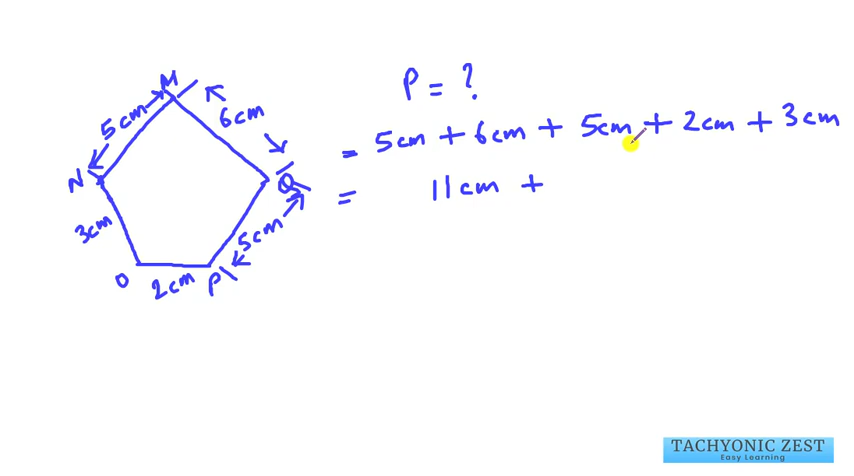 P = ?
M
5cm
6cm
= 5cm + 6cm + 5cm + 2cm + 3cm
N
Q
= 11cm +
3cm
5cm
O
2cm
P
TACHYONIC ZEST
Easy Learning